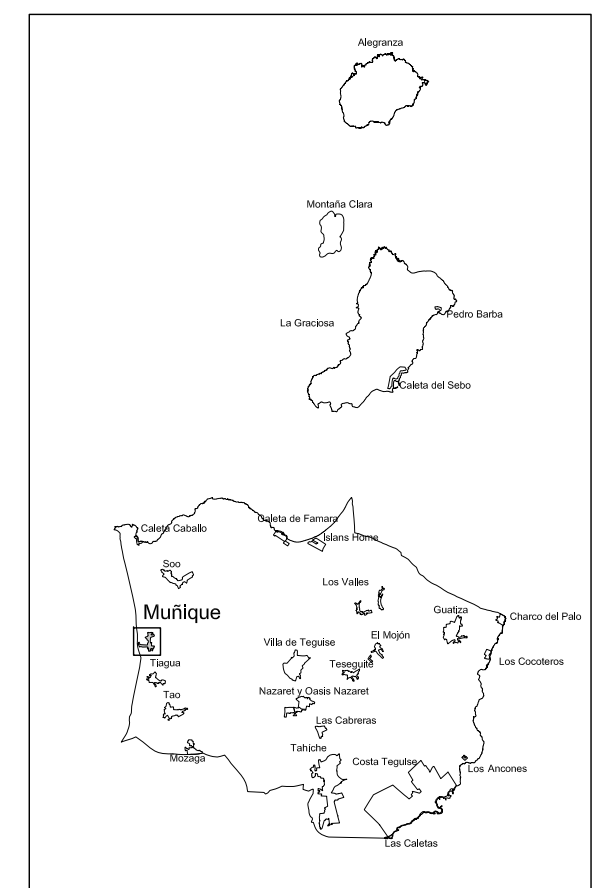 Alegranza
Montaña Clara
La Graciosa
Pedro Barba
Caleta del Sebo
Caleta de Famara
Caleta Caballo
Islans Home
Soo
Los Valles
Muñique
Guatiza
Charco del Palo
Villa de Teguise
El Mojón
Los Cocoteros
Tiagua
Teseguite
Tao
Nazaret y Oasis Nazaret
Las Cabreras
Mozaga
Tahiche
Costa Teguise
Los Ancones
Las Caletas